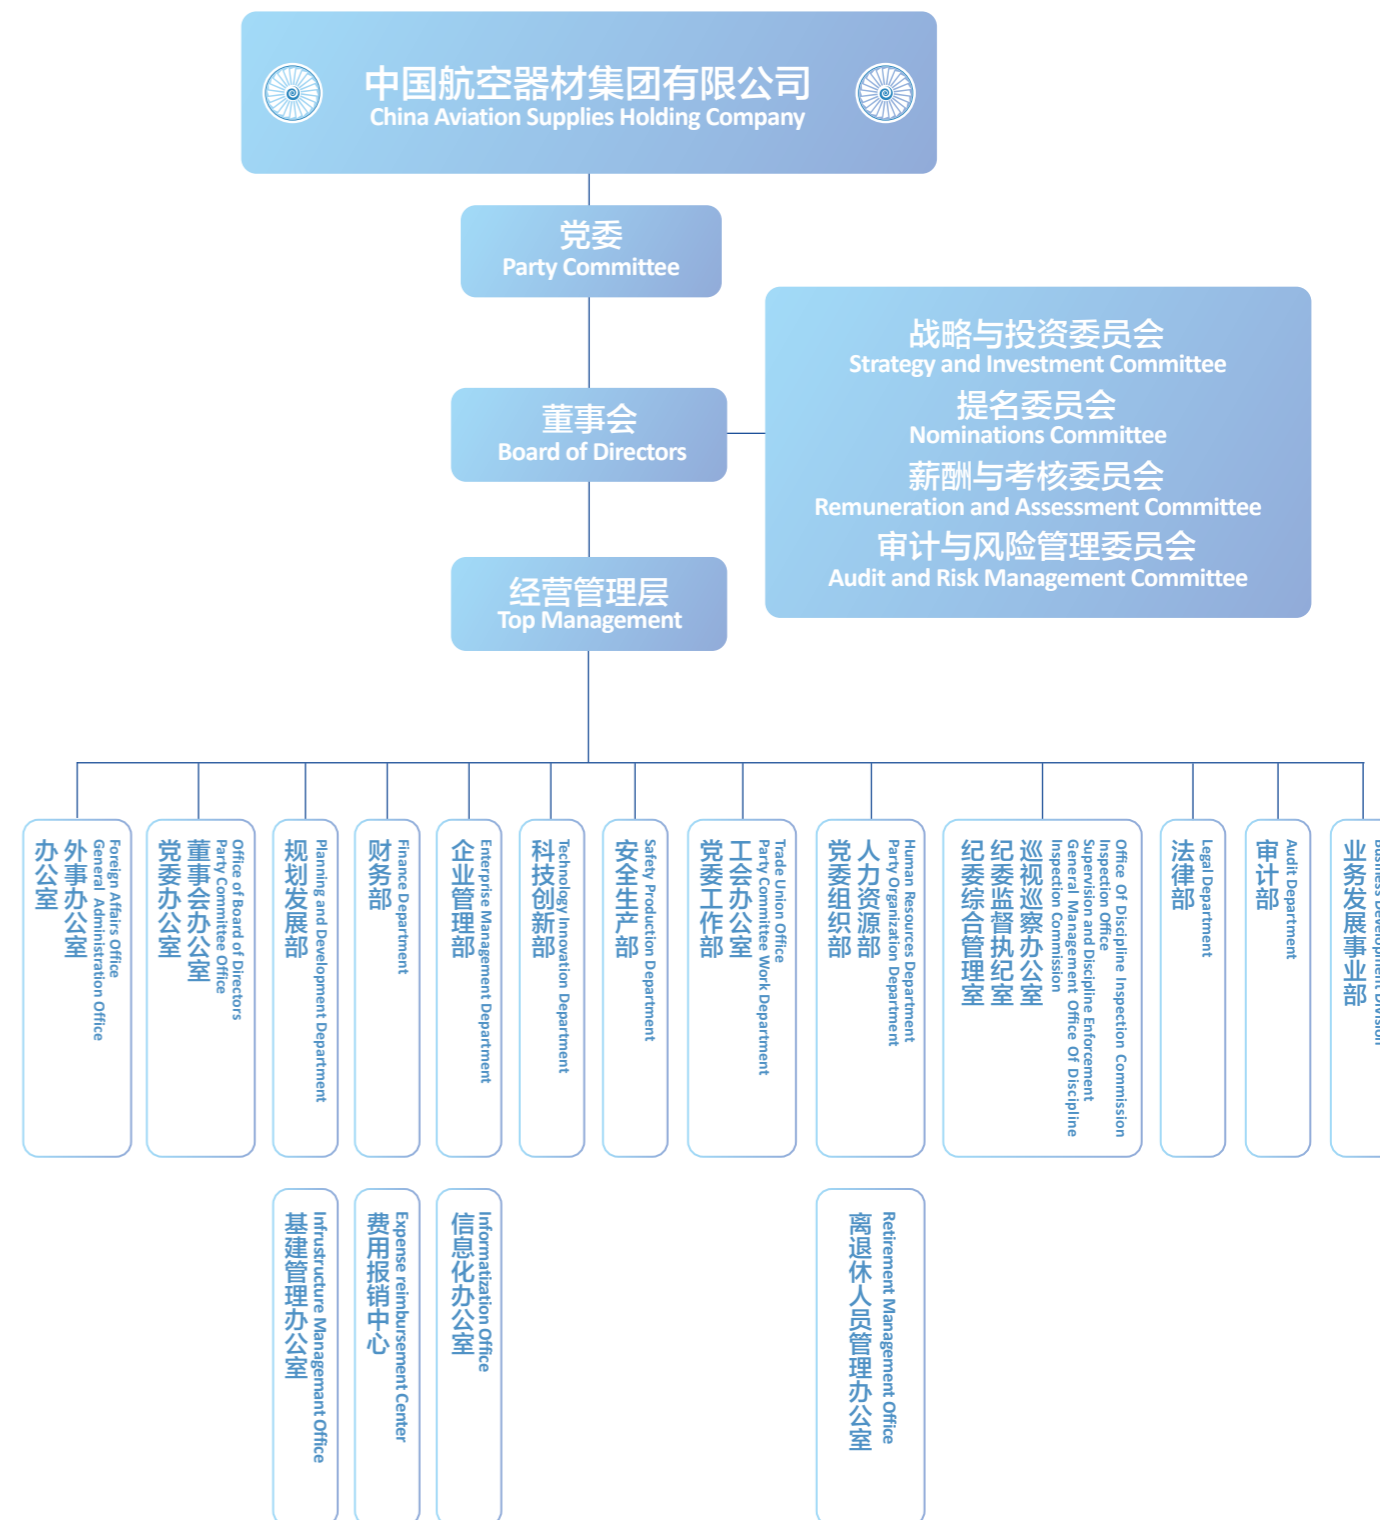 中国航空器材集团有限公司
China Aviation Supplies Holding Company
党委
Party Committee
战略与投资委员会
Strategy and Investment Committee
提名委员会
Nominations Committee
薪酬与考核委员会
Remuneration and Assessment Committee
审计与风险管理委员会
Audit and Risk Management Committee
董事会
Board of Directors
经营管理层
Top Management
办公室
外事办公室
Foreign Affairs Office
General Administration Office
党委办公室
董事会办公室
Office of Board of Directors
Party Committee Office
规划发展部
Planning and Development Department
财务部
Finance Department
企业管理部
Enterprise Management Department
科技创新部
Technology Innovation Department
安全生产部
Safety Production Department
党委工作部
工会办公室
Trade Union Office
Party Committee Work Department
党委组织部
人力资源部
Human Resources Department
Party Organization Department
纪委综合管理室
纪委监督执纪室
巡视巡察办公室
Office Of Discipline Inspection Commission
Inspection Office
Supervision and Discipline Enforcement
General Management Office Of Discipline
Inspection Commission
法律部
Legal Department
审计部
Audit Department
业务发展事业部
Business Development Division
基建管理办公室
Infrustructure Managemant Office
费用报销中心
Expense reimbursement Center
信息化办公室
Informatization Office
离退休人员管理办公室
Retirement Management Office